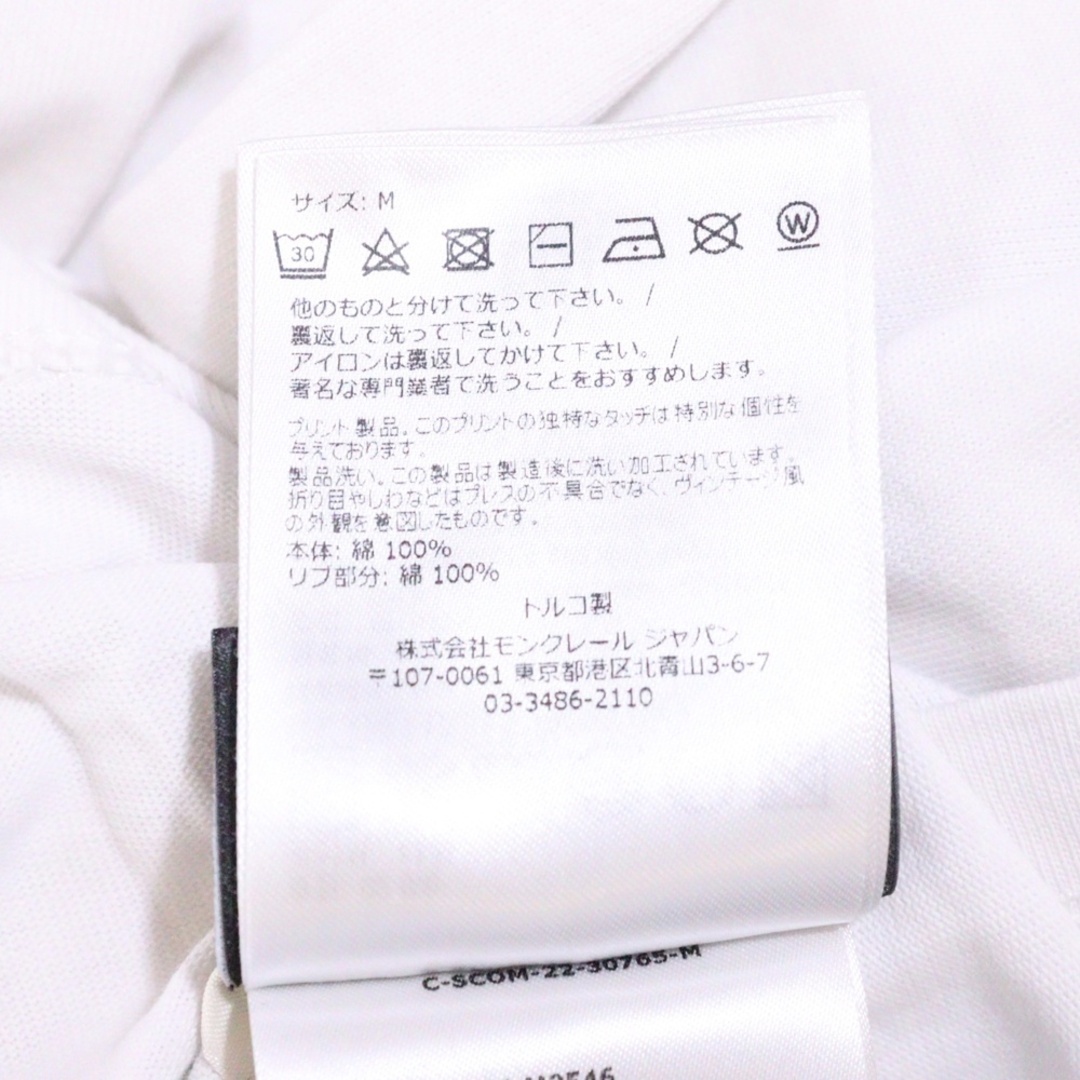 サイズ: M
30
W
他のものと分けて洗って下さい。 /
裏返して洗って下さい。 /
アイロンは裏返してかけて下さい。 /
著名な専門業者で洗うことをおすすめします。
プリント製品。このプリントの独特なタッチは特別な個性を
与えております。
製品洗い。この製品は製造後に洗い加工されています。
折り目やしわなどはプレスの不具合でなく、ヴィンテージ風
の外観を意図したものです。
本体: 綿 100%
リブ部分: 綿 100%
トルコ製
株式会社モンクレール ジャパン
〒107-0061 東京都港区北青山3-6-7
03-3486-2110
C-SCOM-22-30765-M